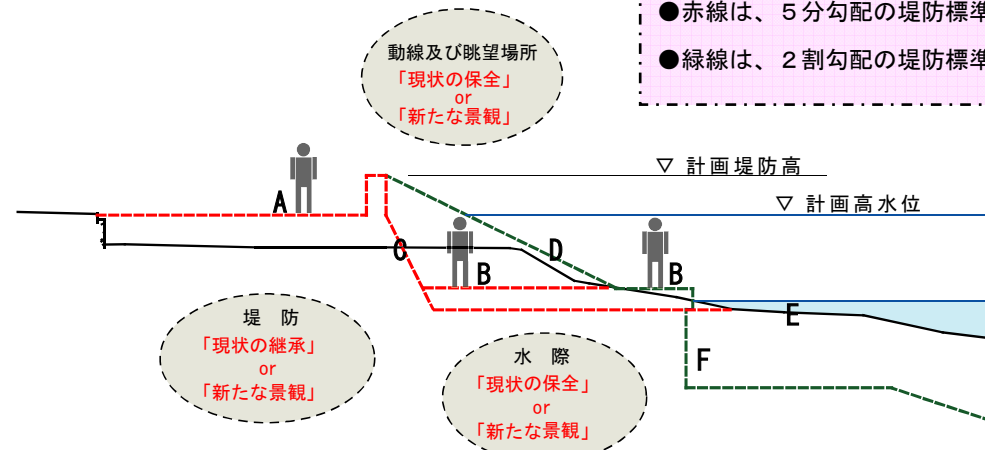 ●赤線は、５分勾配の堤防標準
●緑線は、２割勾配の堤防標準
動線及び眺望場所
「現状の保全」
or
「新たな景観」
▽ 計画堤防高
▽ 計画高水位
A
C
B
D
B
E
F
堤　防
「現状の継承」
or
「新たな景観」
水　際
「現状の保全」
or
「新たな景観」